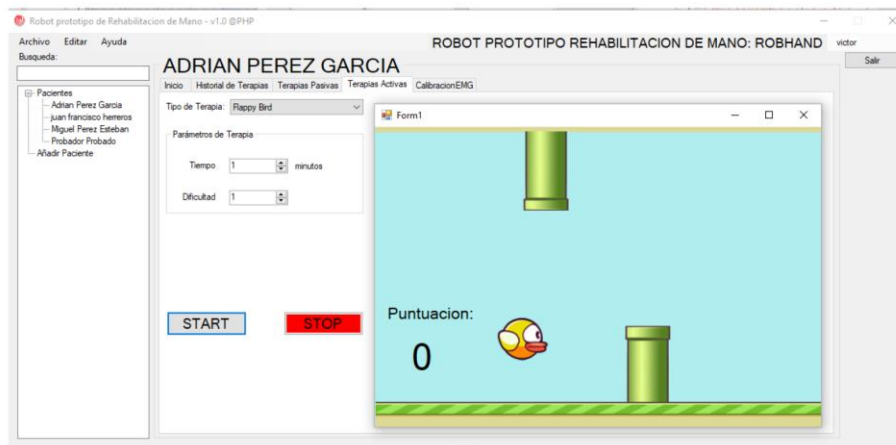 Robot prototipo de Rehabilitacion de Mano - v1.0 @PHP
Archivo Editar Ayuda
ROBOT PROTOTIPO REHABILITACION DE MANO: ROBHAND
victor
Busqueda:
Salir
ADRIAN PEREZ GARCIA
Inicio Historial de Terapias Terapias Pasivas Terapias Activas CalibracionEMG
Pacientes
Adrian Perez Garcia
juan francisco herreros
Miguel Perez Esteban
Probador Probado
Añadir Paciente
Tipo de Terapia: Flappy Bird
Parámetros de Terapia
Tiempo 1 minutos
Dificultad 1
START STOP
Form1
Puntuacion:
0